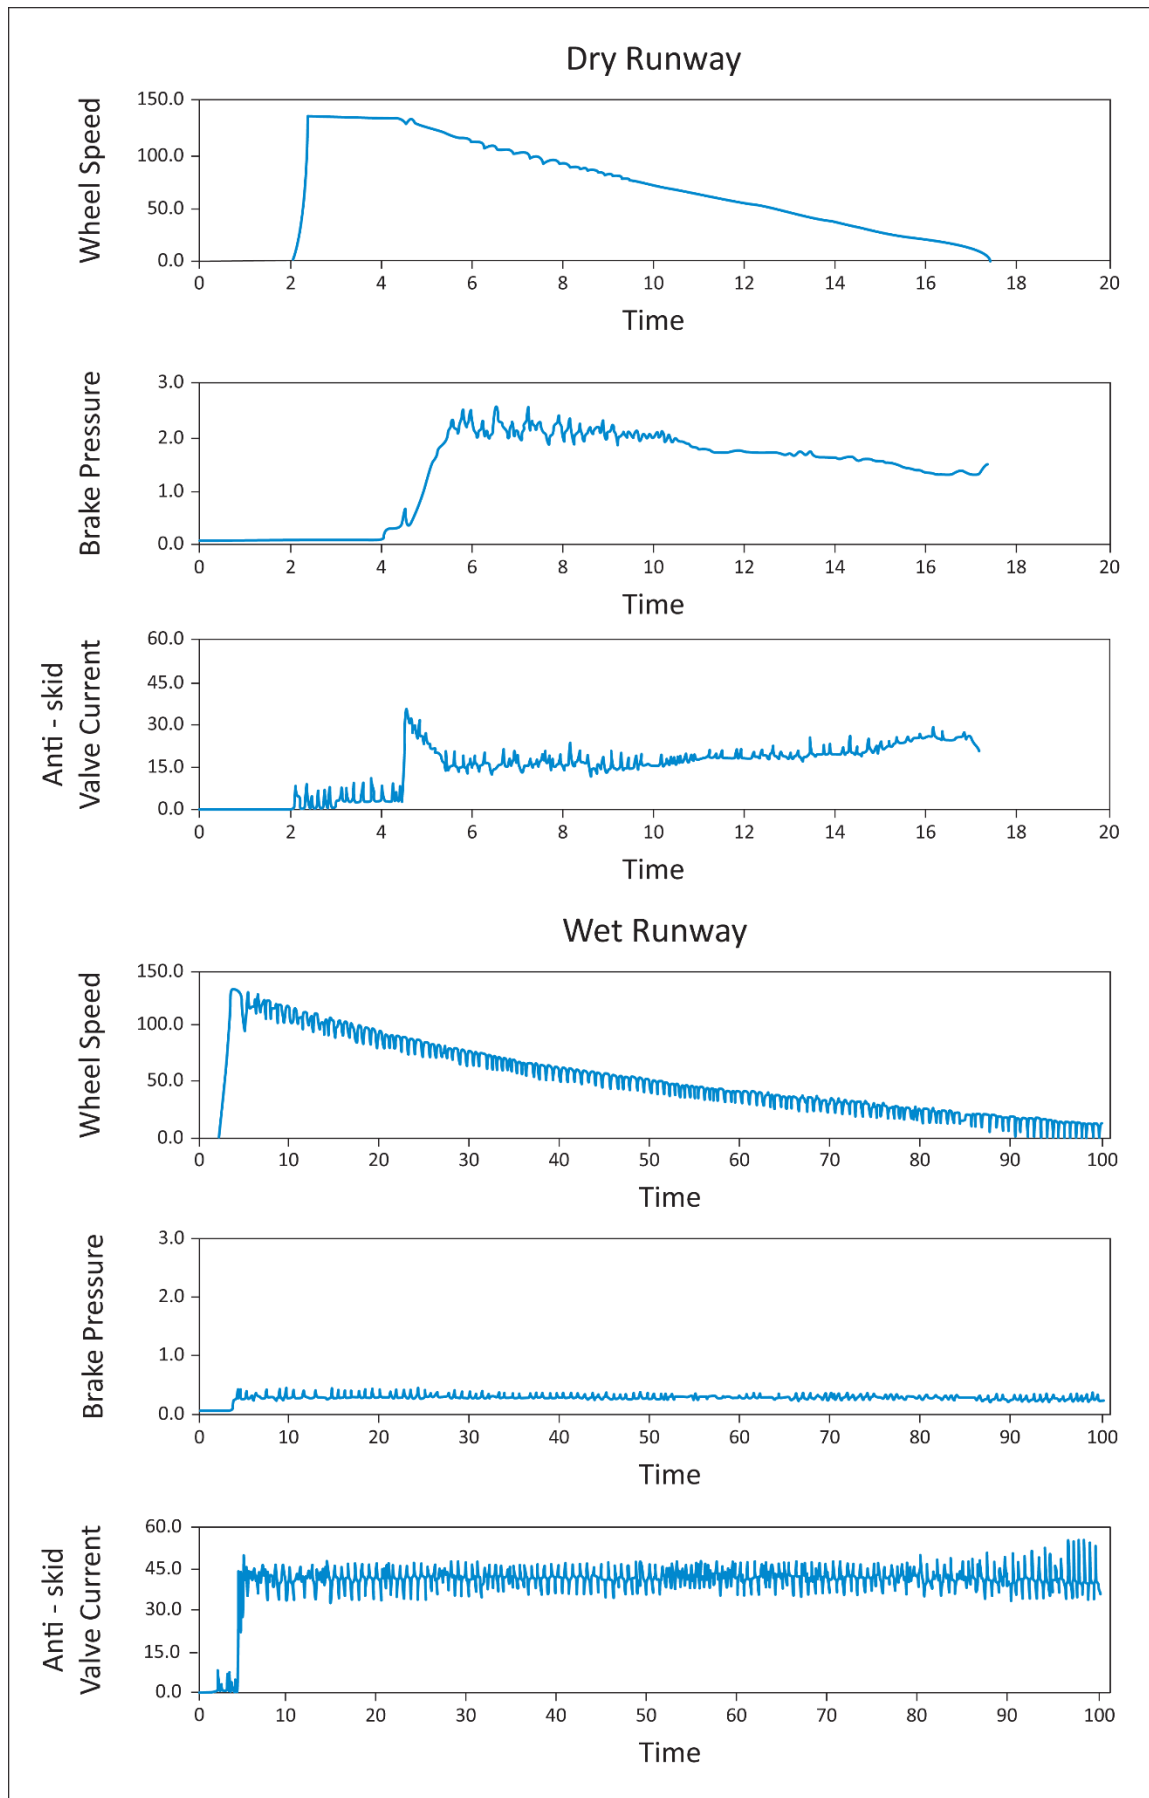 Dry Runway
Wheel Speed
150.0
100.0
50.0
0.0
0 2 4 6 8 10 12 14 16 18 20
Time
Brake Pressure
3.0
2.0
1.0
0.0
0 2 4 6 8 10 12 14 16 18 20
Time
Anti - skid
Valve Current
60.0
45.0
30.0
15.0
0.0
0 2 4 6 8 10 12 14 16 18 20
Time
Wet Runway
Wheel Speed
150.0
100.0
50.0
0.0
0 10 20 30 40 50 60 70 80 90 100
Time
Brake Pressure
3.0
2.0
1.0
0.0
0 10 20 30 40 50 60 70 80 90 100
Time
Anti - skid
Valve Current
60.0
45.0
30.0
15.0
0.0
0 10 20 30 40 50 60 70 80 90 100
Time